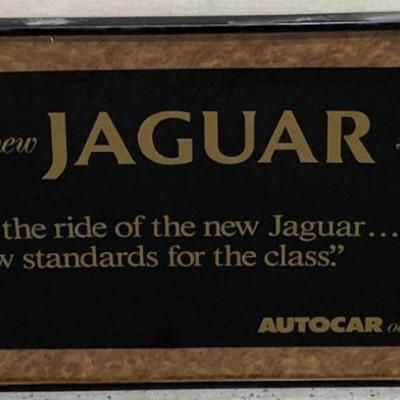 new JAGUAR
the ride of the new Jaguar...
w standards for the class."
AUTOCAR